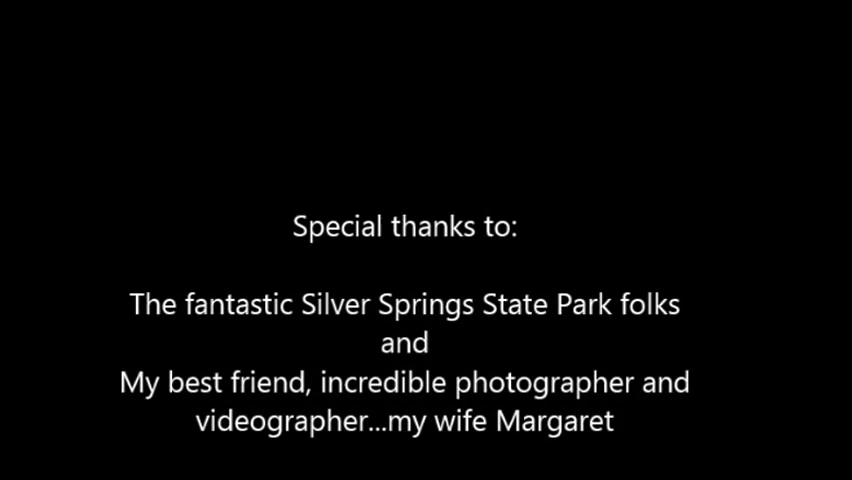 Special thanks to:
The fantastic Silver Springs State Park folks
and
My best friend, incredible photographer and
videographer...my wife Margaret